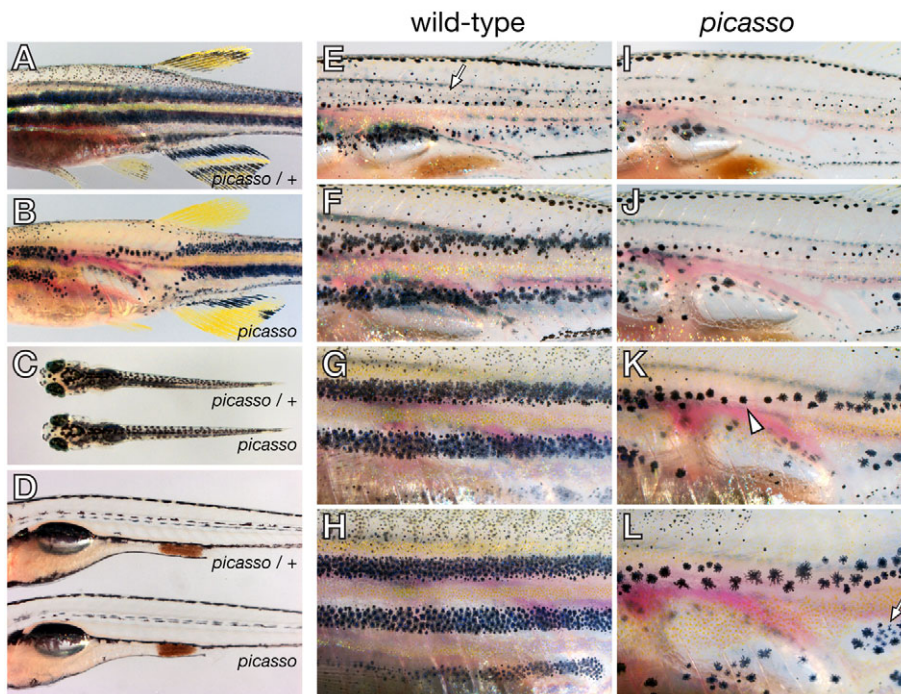 wild-type
picasso
A
picasso / +
B
picasso
C
picasso / +
picasso
D
picasso / +
picasso
E
F
G
H
I
J
K
L